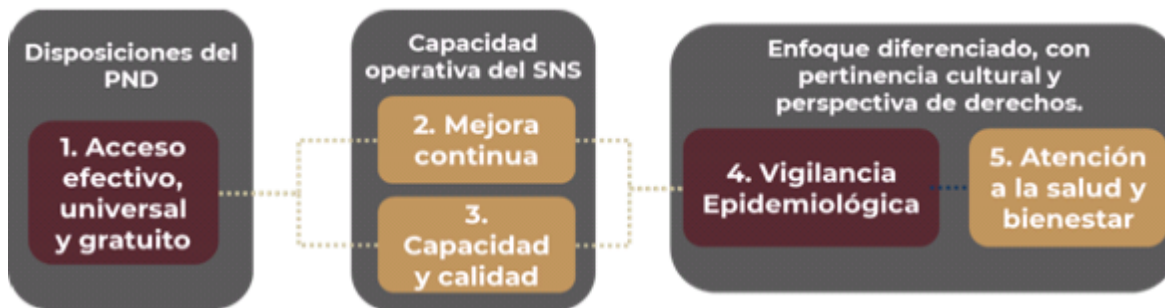 Disposiciones del
PND
1. Acceso
efectivo,
universal
y gratuito
Capacidad
operativa del SNS
2. Mejora
continua
3.
Capacidad
y calidad
Enfoque diferenciado, con
pertinencia cultural y
perspectiva de derechos.
4. Vigilancia
Epidemiológica
5. Atención
a la salud y
bienestar